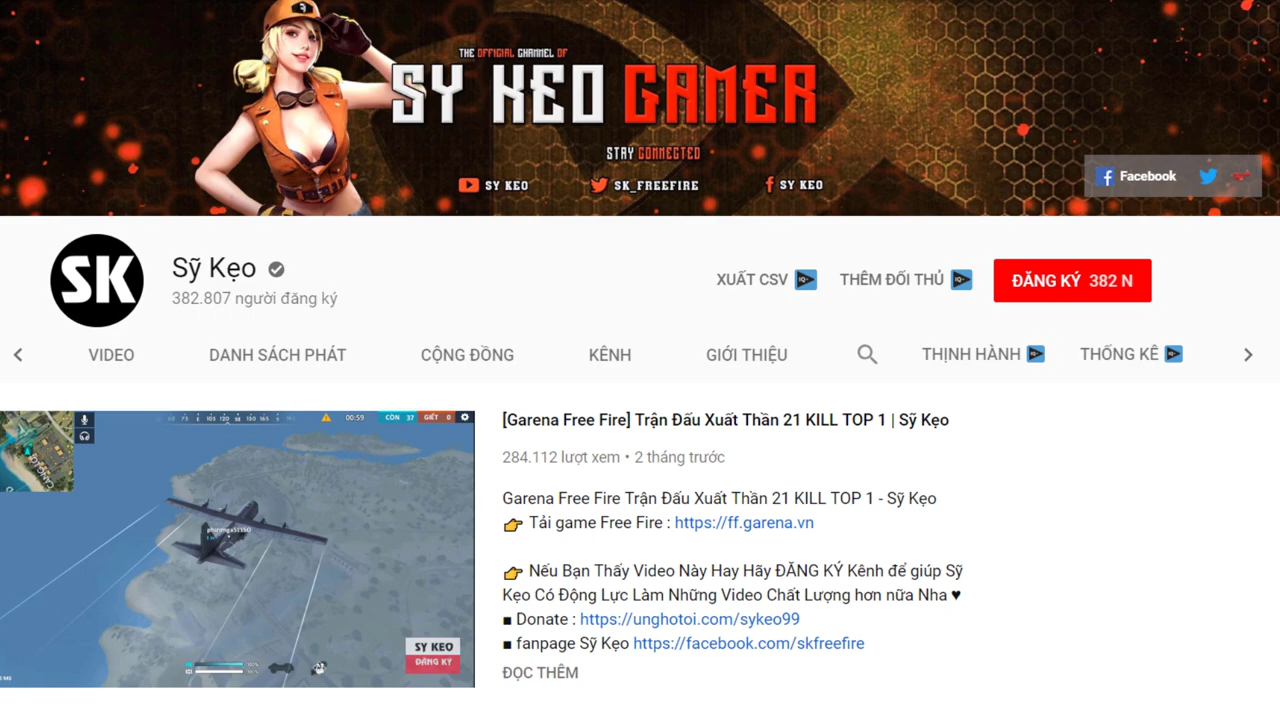 THE OFFICIAL CHANNEL OF
SY KEO GAMER
STAY CONNECTED
SY KEO SK_FREEFIRE SY KEO
Facebook
SK
Sỹ Kẹo
382.807 người đăng ký
XUẤT CSV THÊM ĐỐI THỦ ĐĂNG KÝ 382 N
VIDEO DANH SÁCH PHÁT CỘNG ĐỒNG KÊNH GIỚI THIỆU THỊNH HÀNH THỐNG KÊ
00:59 CÒN 37 GIẾT 0
[Garena Free Fire] Trận Đấu Xuất Thần 21 KILL TOP 1 | Sỹ Kẹo
284.112 lượt xem • 2 tháng trước
Garena Free Fire Trận Đấu Xuất Thần 21 KILL TOP 1 - Sỹ Kẹo
👉 Tải game Free Fire : https://ff.garena.vn
👉 Nếu Bạn Thấy Video Này Hay Hãy ĐĂNG KÝ Kênh để giúp Sỹ
Kẹo Có Động Lực Làm Những Video Chất Lượng hơn nữa Nha ♥
■ Donate : https://unghotoi.com/sykeo99
■ fanpage Sỹ Kẹo https://facebook.com/skfreefire
ĐỌC THÊM
SY KEO
ĐĂNG KÝ